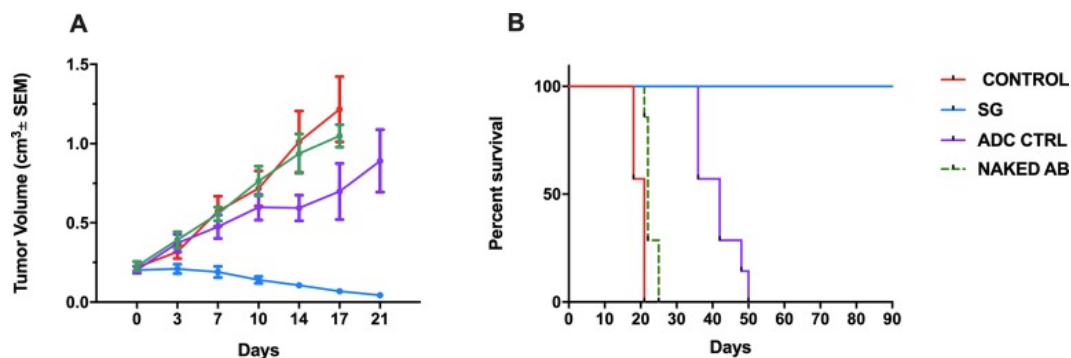 A
Tumor Volume (cm³± SEM)
1.5
1.0
0.5
0.0
0 3 7 10 14 17 21
Days
B
Percent survival
100
50
0
0 10 20 30 40 50 60 70 80 90
Days
CONTROL
SG
ADC CTRL
NAKED AB